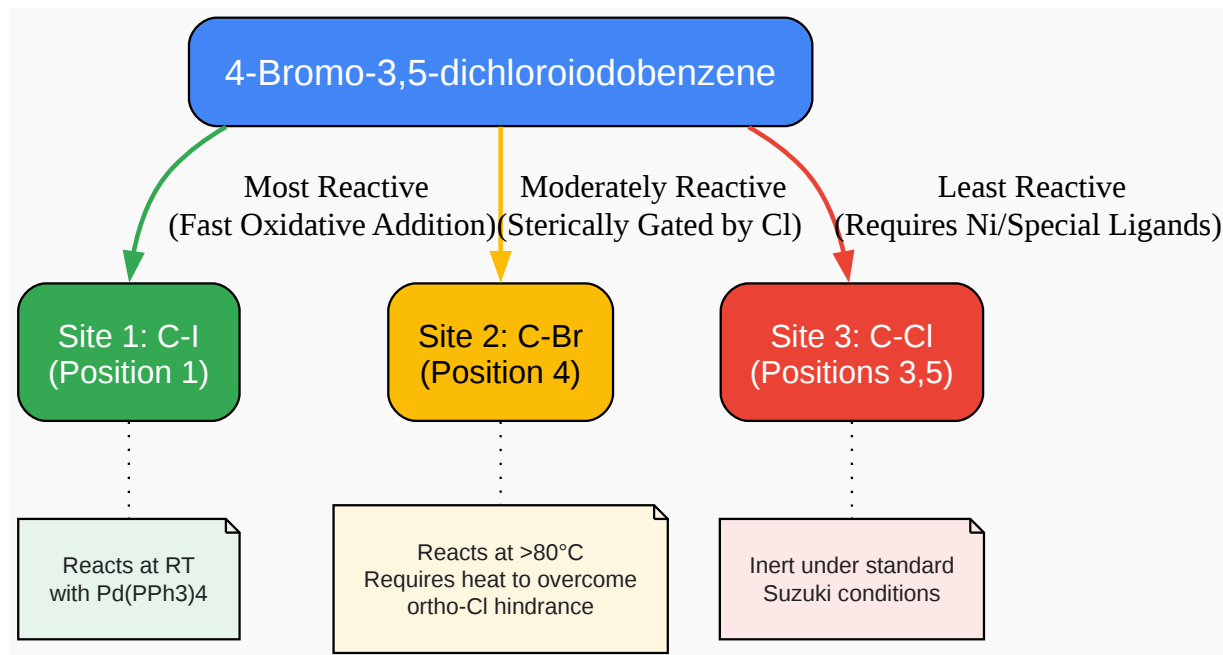 4-Bromo-3,5-dichloroiodobenzene
Most Reactive
(Fast Oxidative Addition)
Moderately Reactive
(Sterically Gated by Cl)
Least Reactive
(Requires Ni/Special Ligands)
Site 1: C-I
(Position 1)
Site 2: C-Br
(Position 4)
Site 3: C-Cl
(Positions 3,5)
Reacts at RT
with Pd(PPh3)4
Reacts at >80°C
Requires heat to overcome
ortho-Cl hindrance
Inert under standard
Suzuki conditions